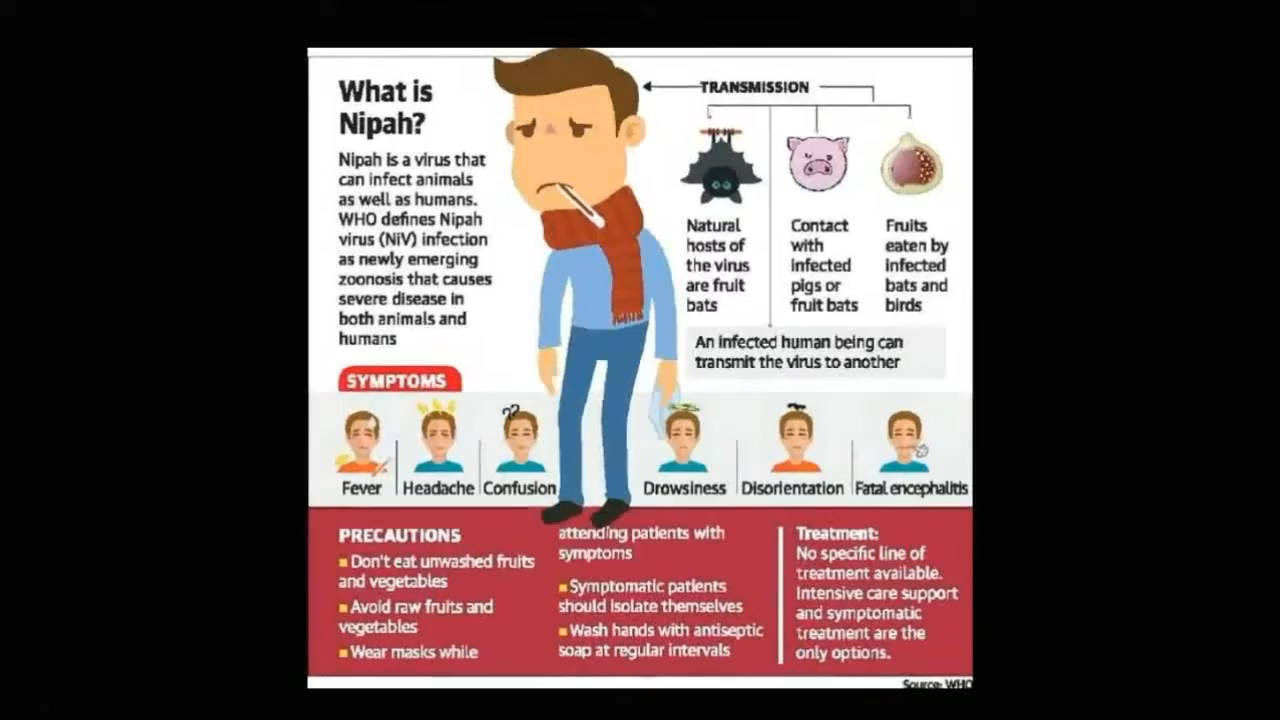 What is
Nipah?
Nipah is a virus that
can infect animals
as well as humans.
WHO defines Nipah
virus (NiV) infection
as newly emerging
zoonosis that causes
severe disease in
both animals and
humans
TRANSMISSION
Natural
hosts of
the virus
are fruit
bats
Contact
with
infected
pigs or
fruit bats
Fruits
eaten by
infected
bats and
birds
An infected human being can
transmit the virus to another
SYMPTOMS
??
Fever
Headache
Confusion
Drowsiness
Disorientation
Fatal encephalitis
PRECAUTIONS
Don't eat unwashed fruits
and vegetables
Avoid raw fruits and
vegetables
Wear masks while
attending patients with
symptoms
Symptomatic patients
should isolate themselves
Wash hands with antiseptic
soap at regular intervals
Treatment:
No specific line of
treatment available.
Intensive care support
and symptomatic
treatment are the
only options.
Source: WHO